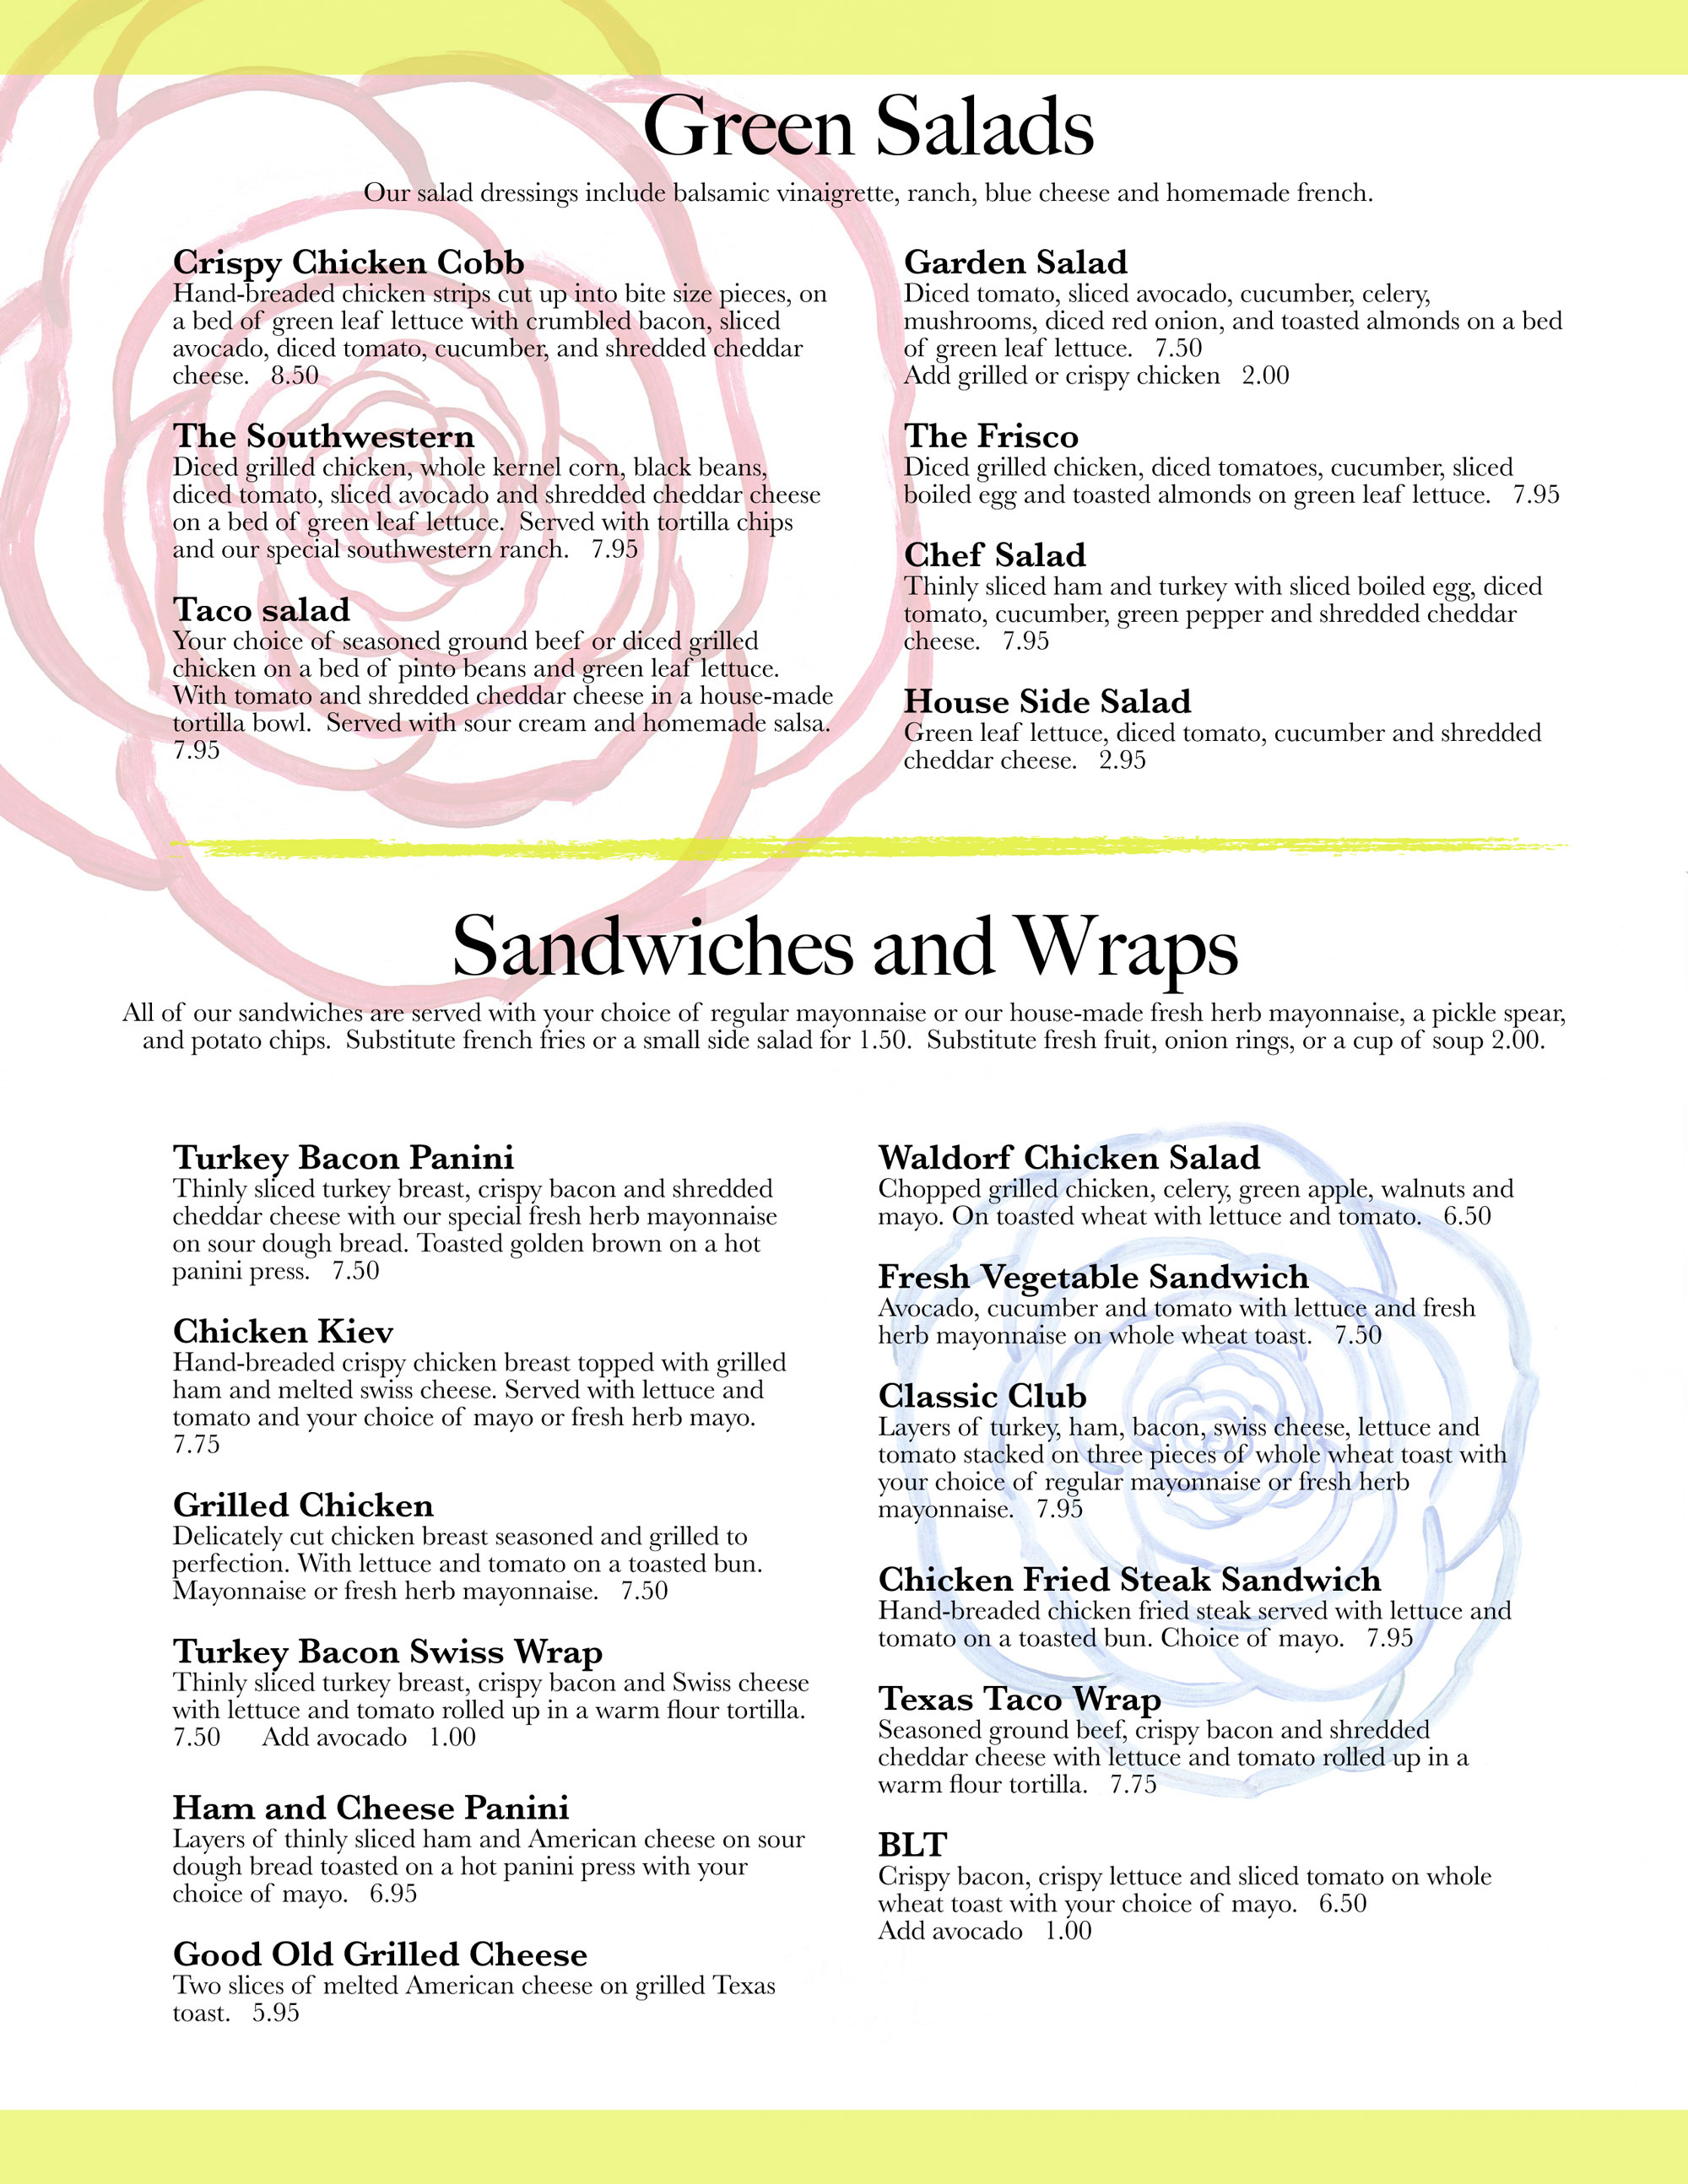 Green Salads
Our salad dressings include balsamic vinaigrette, ranch, blue cheese and homemade french.
Crispy Chicken Cobb
Hand-breaded chicken strips cut up into bite size pieces, on
a bed of green leaf lettuce with crumbled bacon, sliced
avocado, diced tomato, cucumber, and shredded cheddar
cheese. 8.50
The Southwestern
Diced grilled chicken, whole kernel corn, black beans,
diced tomato, sliced avocado and shredded cheddar cheese
on a bed of green leaf lettuce. Served with tortilla chips
and our special southwestern ranch. 7.95
Taco salad
Your choice of seasoned ground beef or diced grilled
chicken on a bed of pinto beans and green leaf lettuce.
With tomato and shredded cheddar cheese in a house-made
tortilla bowl. Served with sour cream and homemade salsa.
7.95
Garden Salad
Diced tomato, sliced avocado, cucumber, celery,
mushrooms, diced red onion, and toasted almonds on a bed
of green leaf lettuce. 7.50
Add grilled or crispy chicken 2.00
The Frisco
Diced grilled chicken, diced tomatoes, cucumber, sliced
boiled egg and toasted almonds on green leaf lettuce. 7.95
Chef Salad
Thinly sliced ham and turkey with sliced boiled egg, diced
tomato, cucumber, green pepper and shredded cheddar
cheese. 7.95
House Side Salad
Green leaf lettuce, diced tomato, cucumber and shredded
cheddar cheese. 2.95
Sandwiches and Wraps
All of our sandwiches are served with your choice of regular mayonnaise or our house-made fresh herb mayonnaise, a pickle spear,
and potato chips. Substitute french fries or a small side salad for 1.50. Substitute fresh fruit, onion rings, or a cup of soup 2.00.
Turkey Bacon Panini
Thinly sliced turkey breast, crispy bacon and shredded
cheddar cheese with our special fresh herb mayonnaise
on sour dough bread. Toasted golden brown on a hot
panini press. 7.50
Chicken Kiev
Hand-breaded crispy chicken breast topped with grilled
ham and melted swiss cheese. Served with lettuce and
tomato and your choice of mayo or fresh herb mayo.
7.75
Grilled Chicken
Delicately cut chicken breast seasoned and grilled to
perfection. With lettuce and tomato on a toasted bun.
Mayonnaise or fresh herb mayonnaise. 7.50
Turkey Bacon Swiss Wrap
Thinly sliced turkey breast, crispy bacon and Swiss cheese
with lettuce and tomato rolled up in a warm flour tortilla.
7.50 Add avocado 1.00
Ham and Cheese Panini
Layers of thinly sliced ham and American cheese on sour
dough bread toasted on a hot panini press with your
choice of mayo. 6.95
Good Old Grilled Cheese
Two slices of melted American cheese on grilled Texas
toast. 5.95
Waldorf Chicken Salad
Chopped grilled chicken, celery, green apple, walnuts and
mayo. On toasted wheat with lettuce and tomato. 6.50
Fresh Vegetable Sandwich
Avocado, cucumber and tomato with lettuce and fresh
herb mayonnaise on whole wheat toast. 7.50
Classic Club
Layers of turkey, ham, bacon, swiss cheese, lettuce and
tomato stacked on three pieces of whole wheat toast with
your choice of regular mayonnaise or fresh herb
mayonnaise. 7.95
Chicken Fried Steak Sandwich
Hand-breaded chicken fried steak served with lettuce and
tomato on a toasted bun. Choice of mayo. 7.95
Texas Taco Wrap
Seasoned ground beef, crispy bacon and shredded
cheddar cheese with lettuce and tomato rolled up in a
warm flour tortilla. 7.75
BLT
Crispy bacon, crispy lettuce and sliced tomato on whole
wheat toast with your choice of mayo. 6.50
Add avocado 1.00